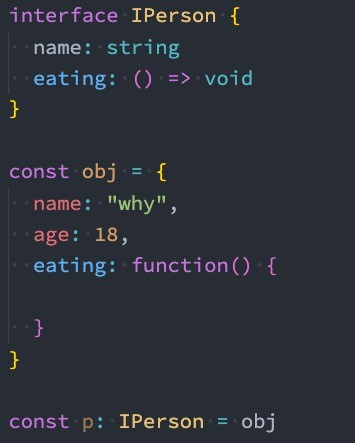 interface IPerson {
  name: string
  eating: () => void
}
const obj = {
  name: "why",
  age: 18,
  eating: function() {
  }
}
const p: IPerson = obj